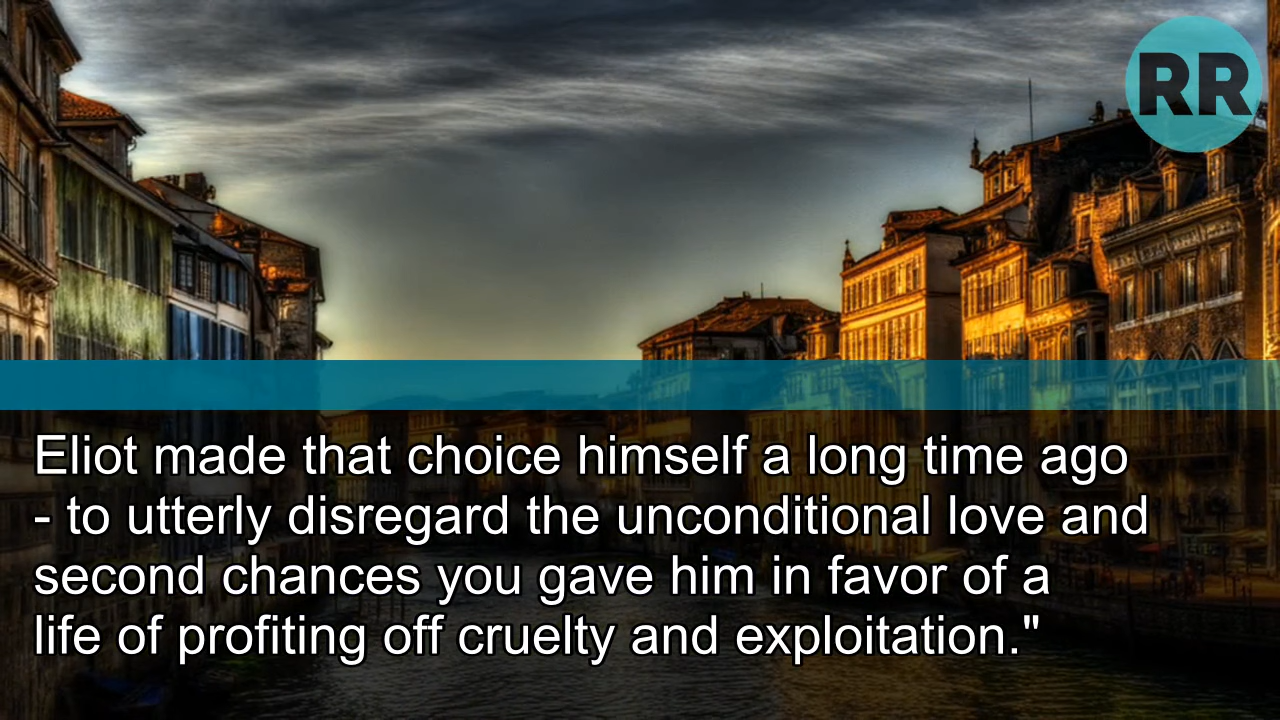 RR
Eliot made that choice himself a long time ago
- to utterly disregard the unconditional love and
second chances you gave him in favor of a
life of profiting off cruelty and exploitation."